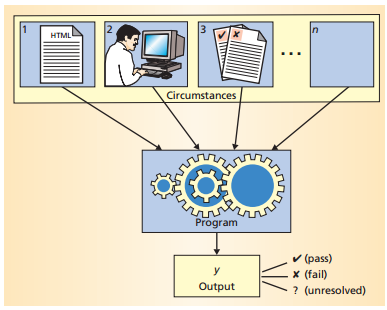 1
HTML
2
3
✔ ✘
...
n
Circumstances
Program
y
Output
✔ (pass)
✘ (fail)
? (unresolved)